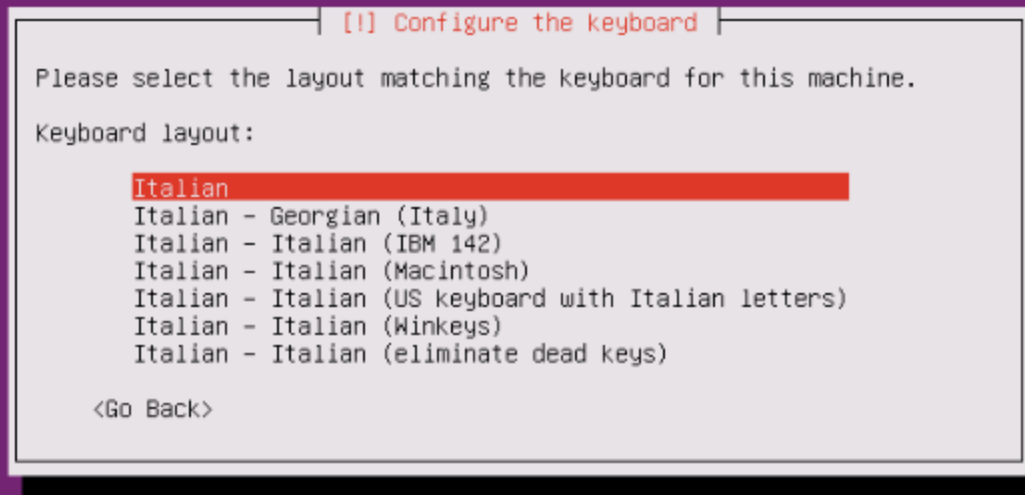 [!] Configure the keyboard
Please select the layout matching the keyboard for this machine.
Keyboard layout:
Italian
Italian - Georgian (Italy)
Italian - Italian (IBM 142)
Italian - Italian (Macintosh)
Italian - Italian (US keyboard with Italian letters)
Italian - Italian (Winkeys)
Italian - Italian (eliminate dead keys)
<Go Back>